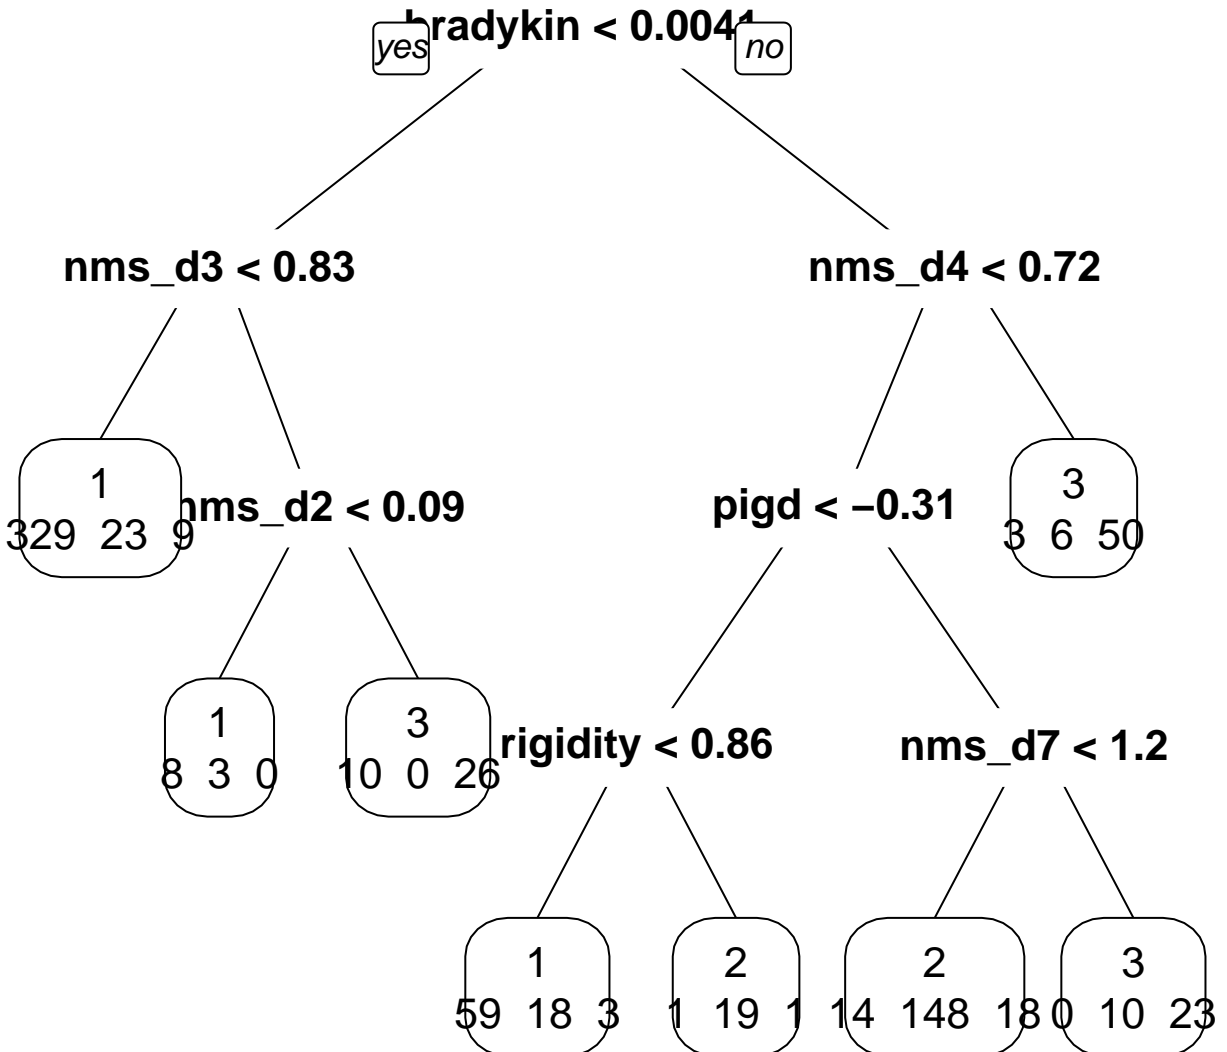 bradykin < 0.0041
yes no
nms_d3 < 0.83 nms_d4 < 0.72
1
329 23 9
nms_d2 < 0.09
pigd < −0.31
3
3 6 50
1
8 3 0
3
10 0 26
rigidity < 0.86
nms_d7 < 1.2
1
59 18 3
2
1 19 1
2
14 148 18
3
0 10 23